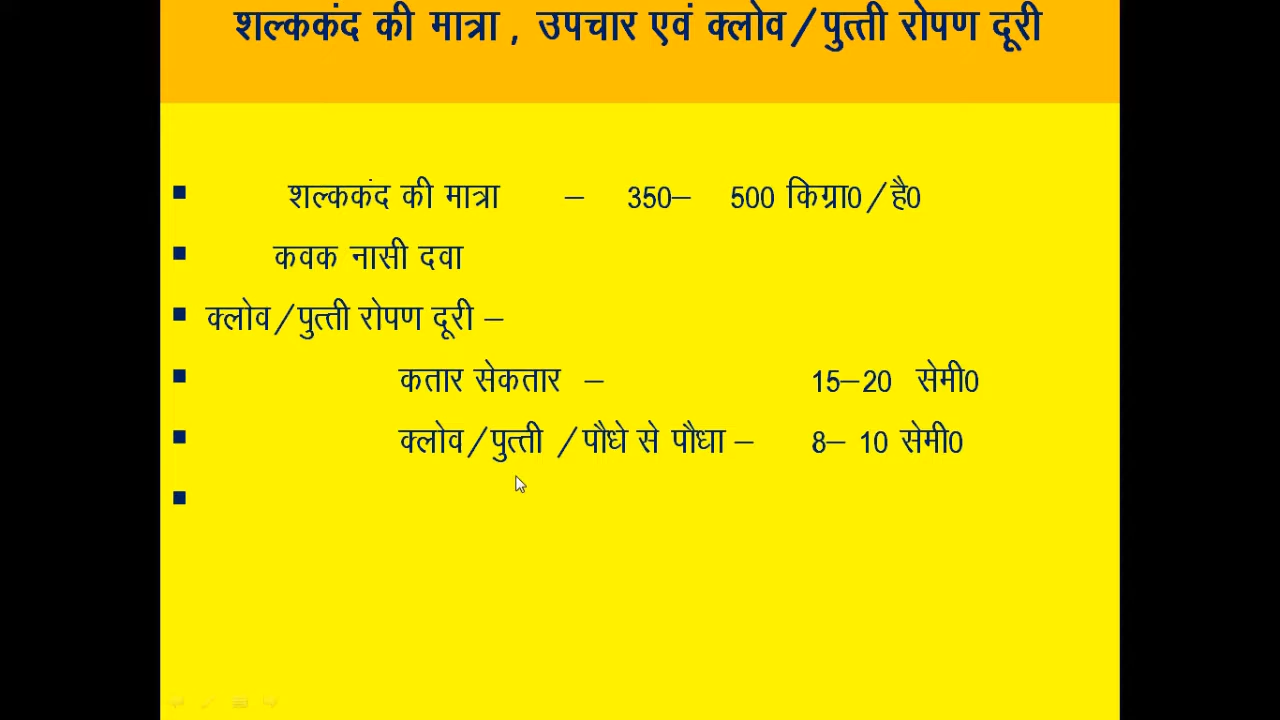 शल्ककंद की मात्रा , उपचार एवं क्लोव/पुत्ती रोपण दूरी
शल्ककंद की मात्रा – 350– 500 किग्रा0/है0
कवक नासी दवा
क्लोव/पुत्ती रोपण दूरी –
कतार सेकतार – 15–20 सेमी0
क्लोव/पुत्ती /पौधे से पौधा – 8– 10 सेमी0